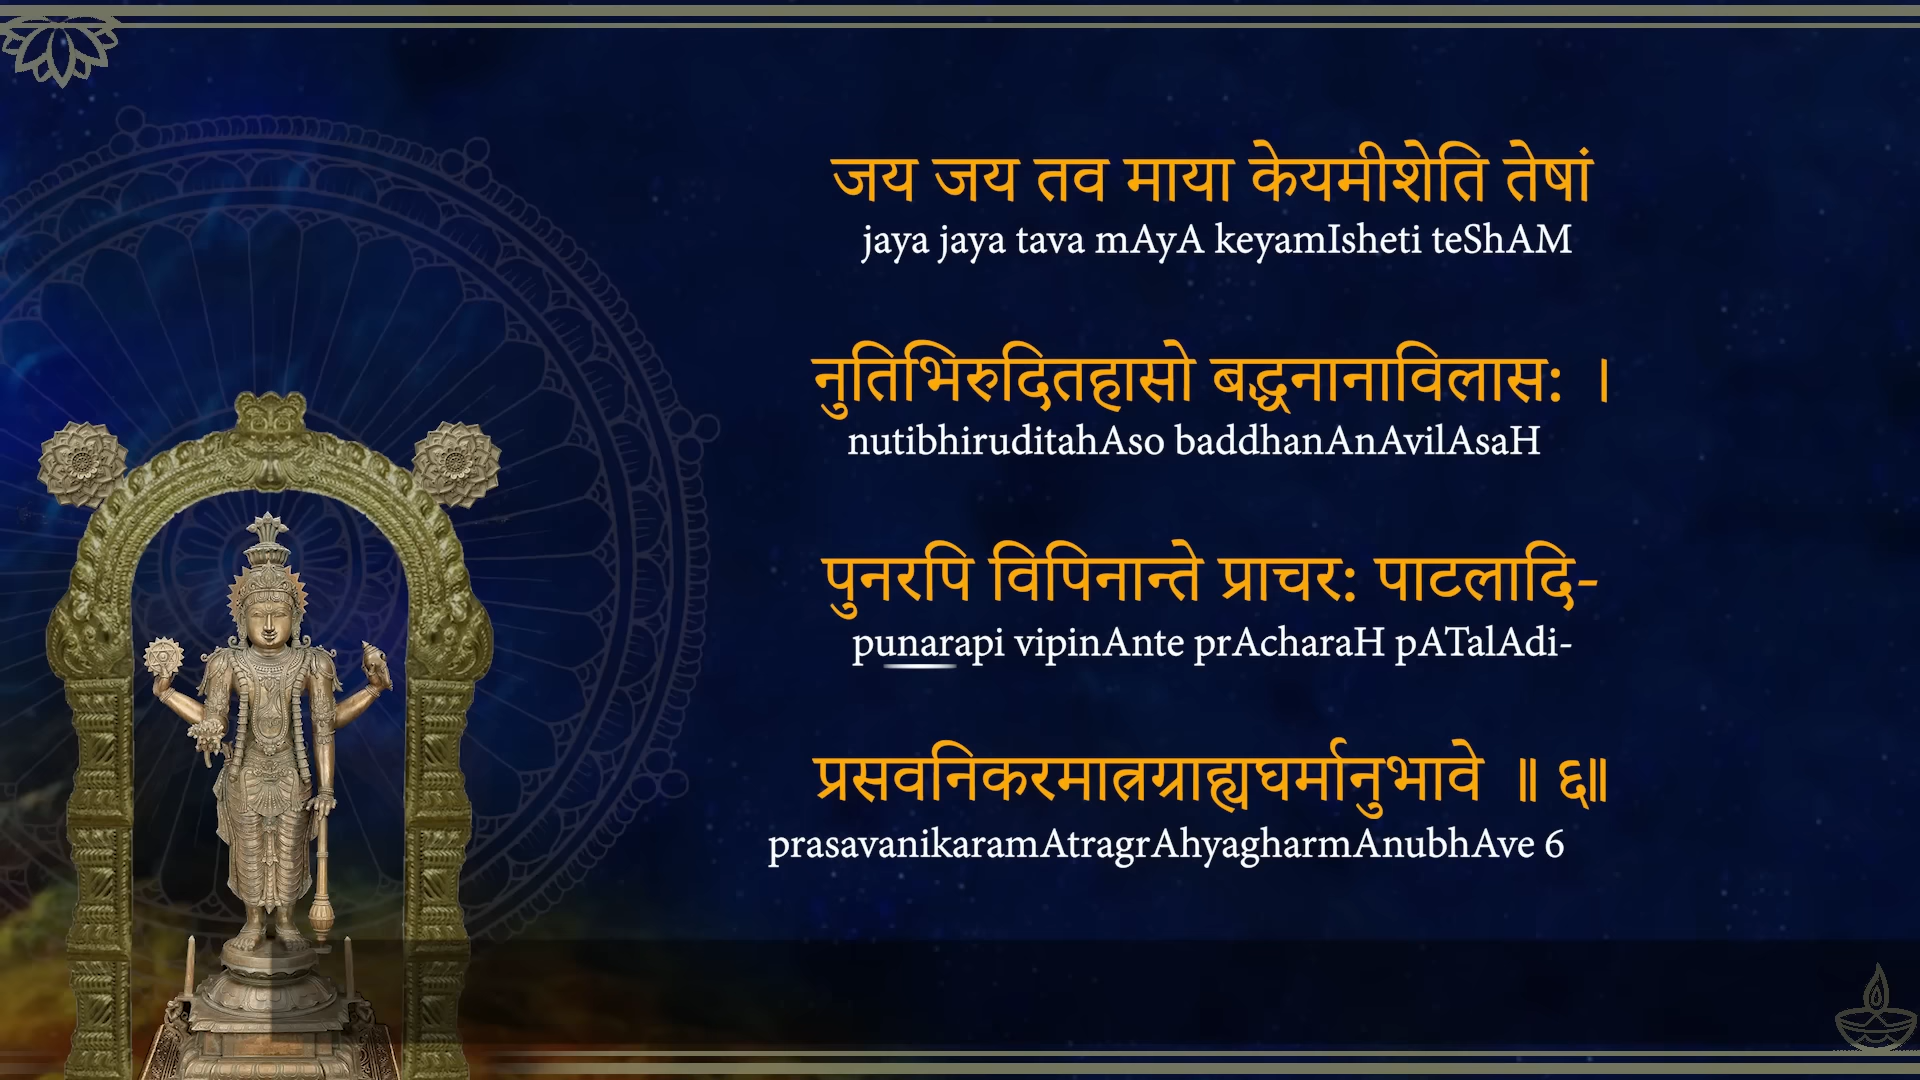 जय जय तव माया केयमीशेति तेषां
jaya jaya tava mAyA keyamIsheti teShAM
नुतिभिरुदितहासो बद्धनानाविलासः ।
nutibhiruditahAso baddhanAnAvilAsaH
पुनरपि विपिनान्ते प्राचरः पाटलादि-
punarapi vipinAnte prAcharaH pATalAdi-
प्रसवनिकरमात्रग्राह्यघर्मानुभावे ॥ ६॥
prasavanikaramAtragrAhyagharmAnubhAve 6